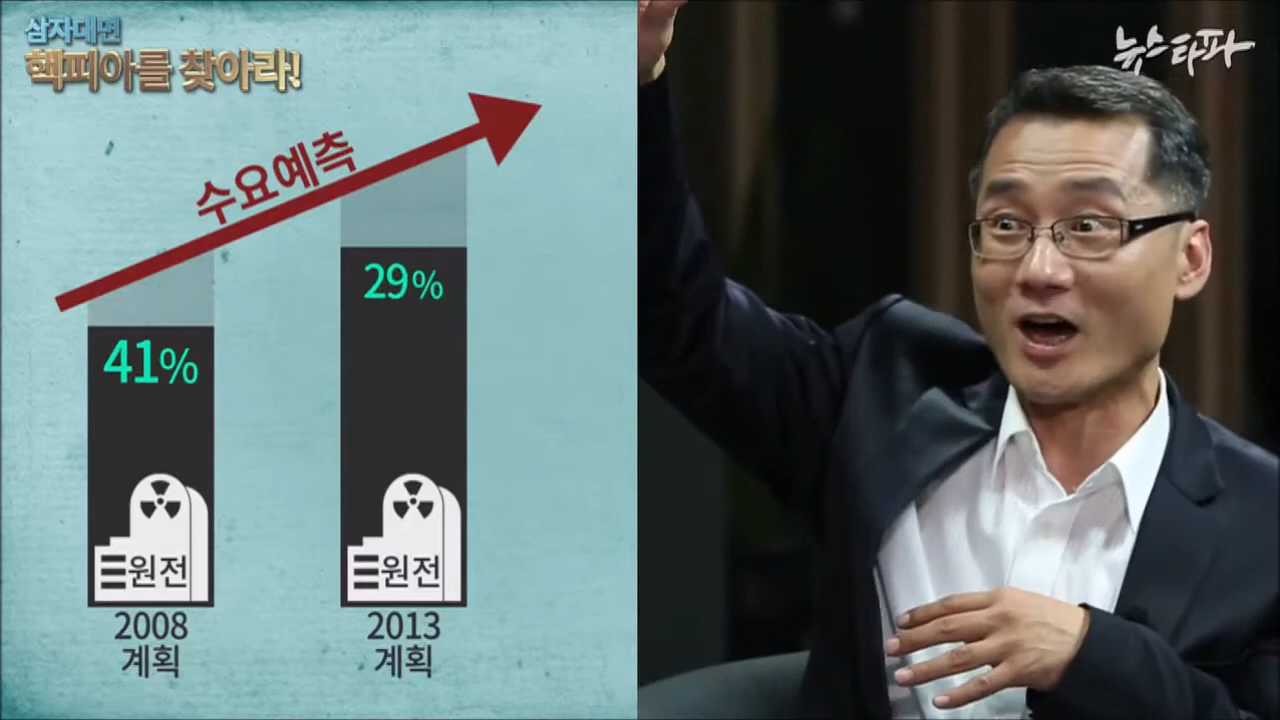 삼자대면
핵피아를 찾아라!
뉴스타파
수요예측
41%
29%
원전
원전
2008
계획
2013
계획